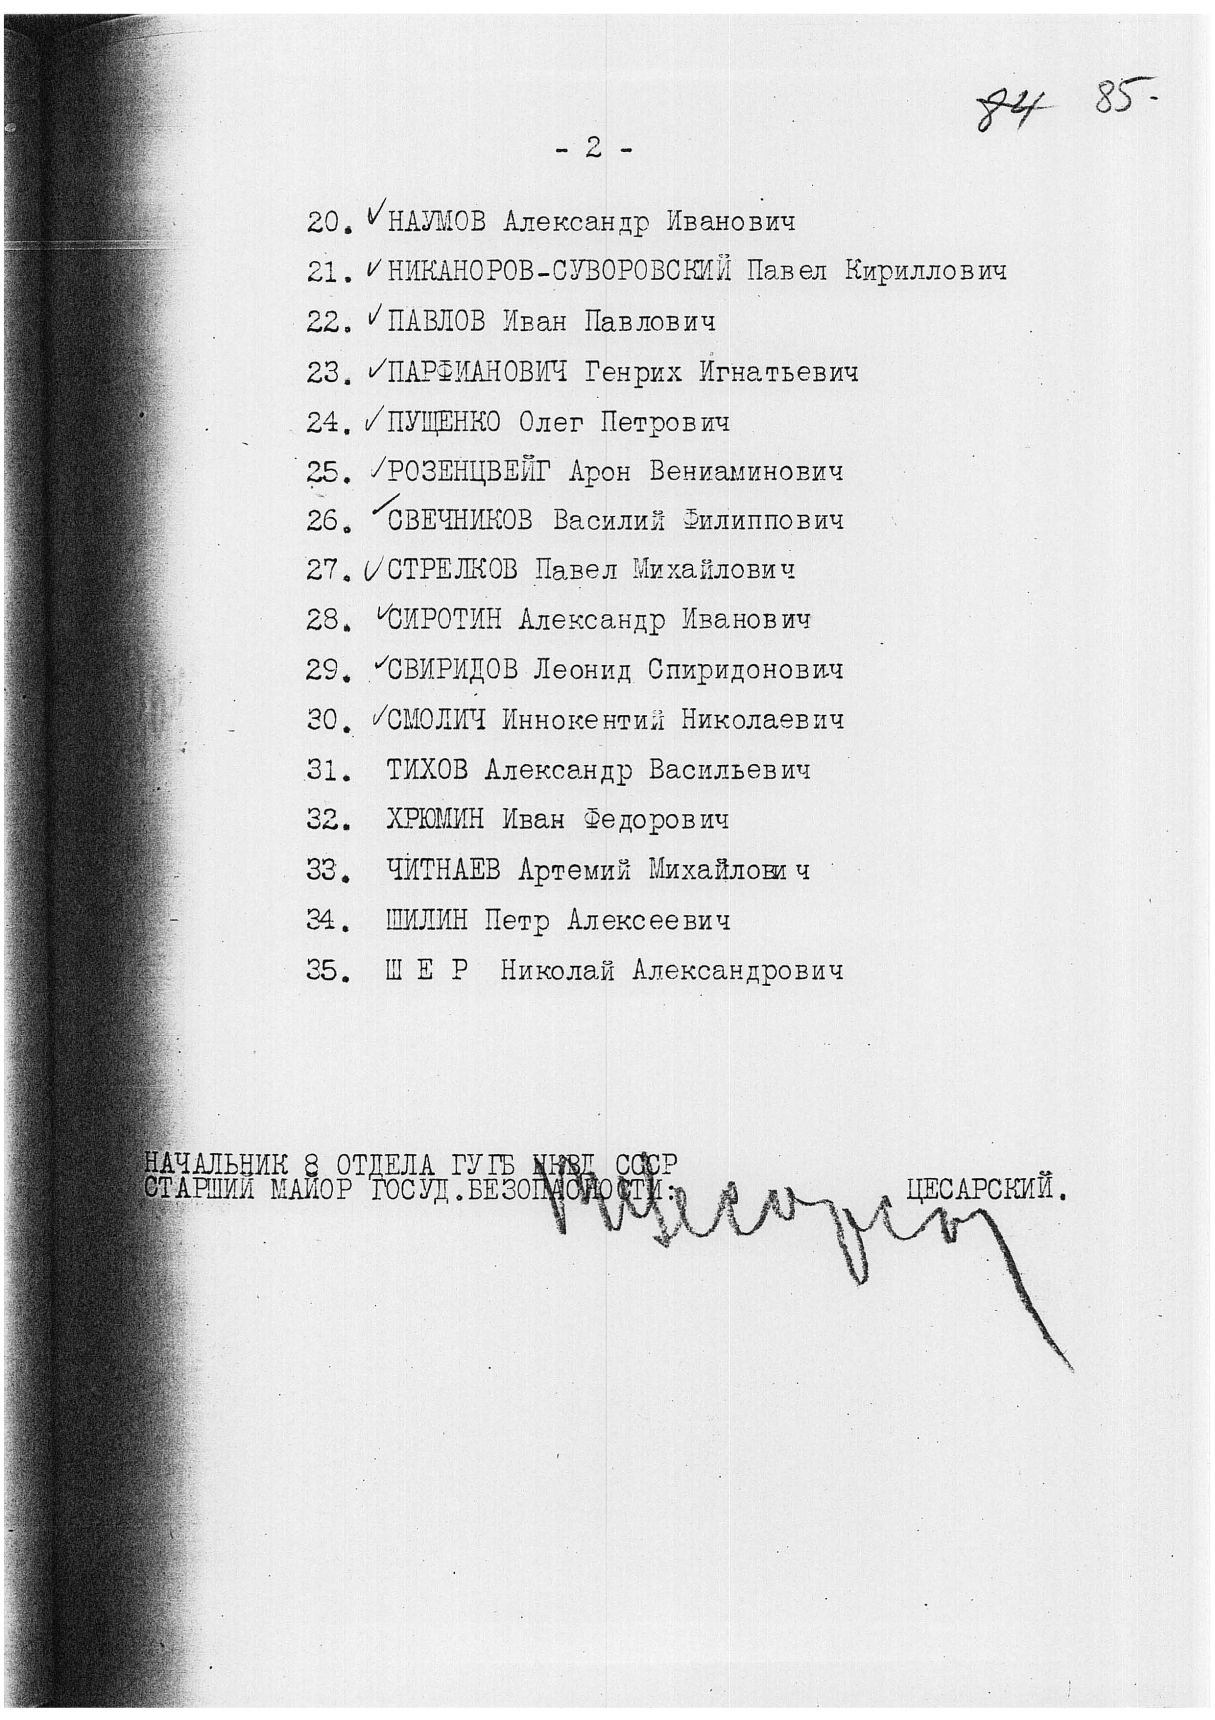 84 85.
- 2 -
20. ✓ НАУМОВ Александр Иванович
21. ✓ НИКАНОРОВ-СУВОРОВСКИЙ Павел Кириллович
22. ✓ ПАВЛОВ Иван Павлович
23. ✓ ПАРФИАНОВИЧ Генрих Игнатьевич
24. ✓ ПУЩЕНКО Олег Петрович
25. ✓ РОЗЕНЦВЕЙГ Арон Вениаминович
26. ✓ СВЕЧНИКОВ Василий Филиппович
27. ✓ СТРЕЛКОВ Павел Михайлович
28. ✓ СИРОТИН Александр Иванович
29. ✓ СВИРИДОВ Леонид Спиридонович
30. ✓ СМОЛИЧ Иннокентий Николаевич
31. ТИХОВ Александр Васильевич
32. ХРЮМИН Иван Федорович
33. ЧИТНАЕВ Артемий Михайлович
34. ШИЛИН Петр Алексеевич
35. Ш Е Р Николай Александрович
НАЧАЛЬНИК 8 ОТДЕЛА ГУГБ НКВД СССР
СТАРШИЙ МАЙОР ГОСУД.БЕЗОПАСНОСТИ: ЦЕСАРСКИЙ.